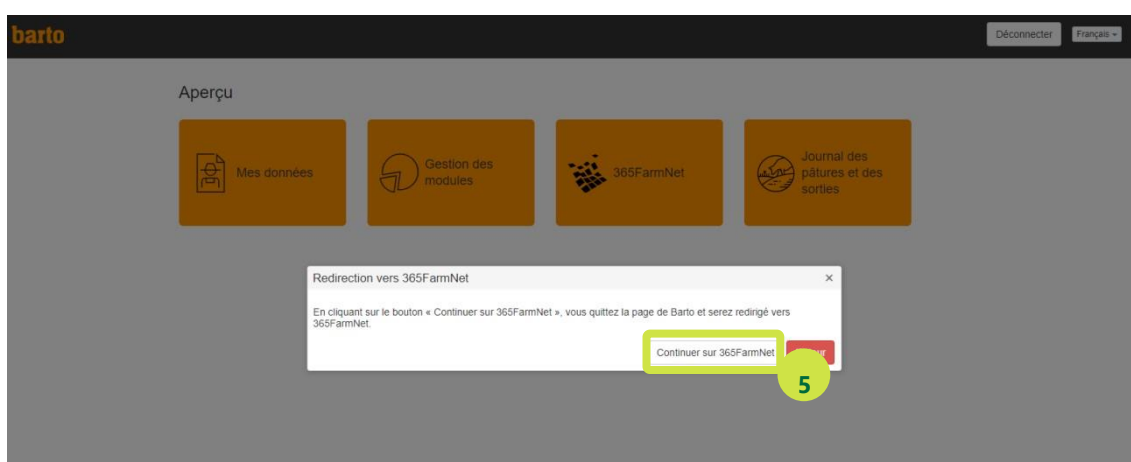 barto
Déconnecter
Français
Aperçu
Mes données
Gestion des
modules
365FarmNet
Journal des
pâtures et des
sorties
Redirection vers 365FarmNet
×
En cliquant sur le bouton « Continuer sur 365FarmNet », vous quittez la page de Barto et serez redirigé vers
365FarmNet.
Continuer sur 365FarmNet
5